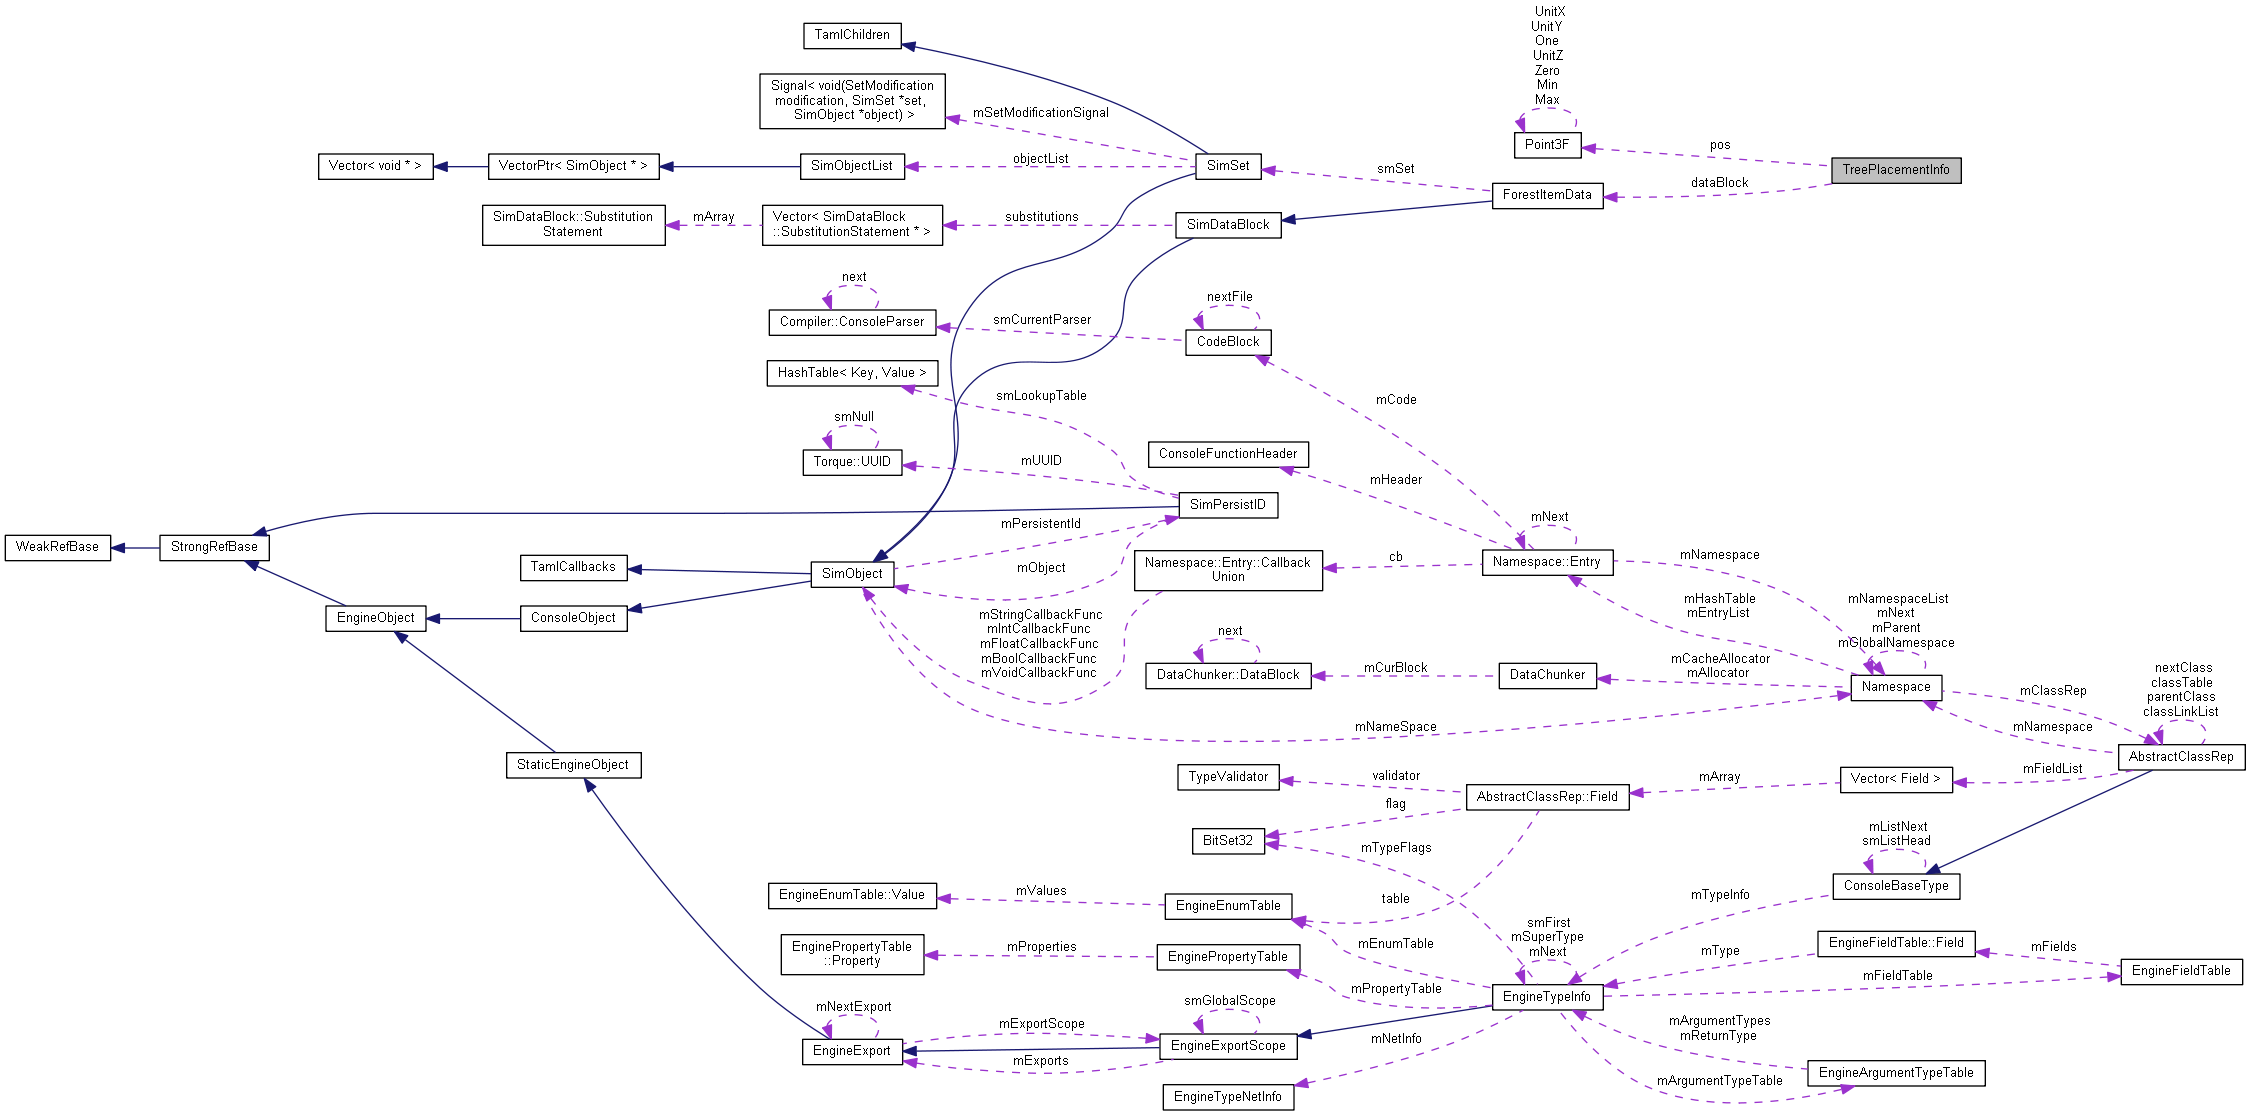 UnitX
UnitY
One
UnitZ
Zero
Min
Max
TamlChildren
Signal< void(SetModification
modification, SimSet *set,
SimObject *object) >
mSetModificationSignal
Point3F
pos
TreePlacementInfo
Vector< void * >
VectorPtr< SimObject * >
SimObjectList
objectList
SimSet
smSet
dataBlock
ForestItemData
SimDataBlock::Substitution
Statement
mArray
Vector< SimDataBlock
::SubstitutionStatement * >
substitutions
SimDataBlock
next
Compiler::ConsoleParser
smCurrentParser
nextFile
CodeBlock
HashTable< Key, Value >
smLookupTable
mCode
smNull
Torque::UUID
mUUID
ConsoleFunctionHeader
mHeader
SimPersistID
mPersistentId
mNext
WeakRefBase
StrongRefBase
TamlCallbacks
SimObject
mObject
Namespace::Entry::Callback
Union
cb
Namespace::Entry
mNamespace
EngineObject
ConsoleObject
mStringCallbackFunc
mIntCallbackFunc
mFloatCallbackFunc
mBoolCallbackFunc
mVoidCallbackFunc
next
DataChunker::DataBlock
mCurBlock
DataChunker
mHashTable
mEntryList
mCacheAllocator
mAllocator
mNamespaceList
mNext
mParent
mGlobalNamespace
Namespace
mClassRep
nextClass
classTable
parentClass
classLinkList
mNameSpace
mNamespace
AbstractClassRep
StaticEngineObject
TypeValidator
validator
AbstractClassRep::Field
mArray
Vector< Field >
mFieldList
flag
BitSet32
mTypeFlags
mListNext
smListHead
ConsoleBaseType
EngineEnumTable::Value
mValues
EngineEnumTable
table
mTypeInfo
EnginePropertyTable
::Property
mProperties
EnginePropertyTable
mEnumTable
smFirst
mSuperType
mNext
mType
EngineFieldTable::Field
mFields
EngineFieldTable
mPropertyTable
EngineTypeInfo
mFieldTable
mNextExport
EngineExport
mExportScope
mExports
smGlobalScope
EngineExportScope
mNetInfo
mArgumentTypes
mReturnType
EngineTypeNetInfo
mArgumentTypeTable
EngineArgumentTypeTable